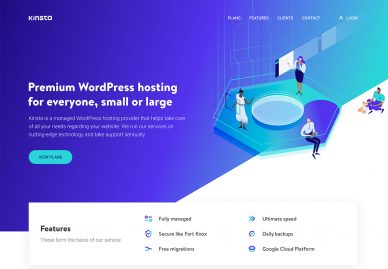 KINSTA
PLANS FEATURES CLIENTS CONTACT LOGIN
Premium WordPress hosting
for everyone, small or large
Kinsta is a managed WordPress hosting provider that helps take
care of all your needs regarding your website. We run our services on
cutting-edge technology and take support seriously.
VIEW PLANS
Features
These form the basis of our service
Fully managed
Secure like Fort Knox
Free migrations
Ultimate speed
Daily backups
Google Cloud Platform